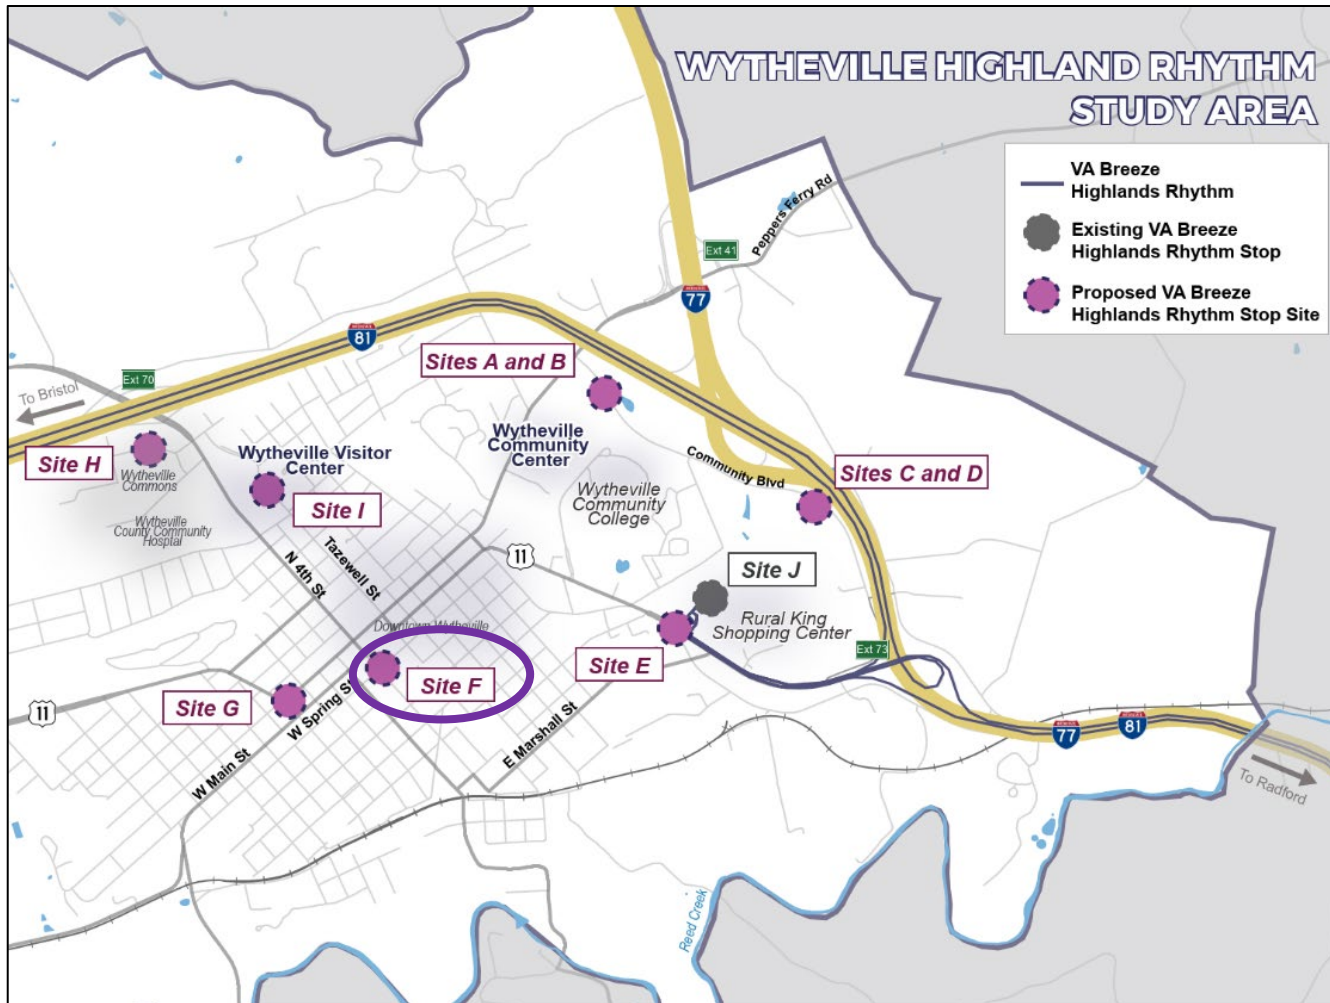 WYTHEVILLE HIGHLAND RHYTHM
STUDY AREA
VA Breeze
Highlands Rhythm
Existing VA Breeze
Highlands Rhythm Stop
Proposed VA Breeze
Highlands Rhythm Stop Site
Peppers Ferry Rd
Ext 41
77
81
Sites A and B
Ext 70
To Bristol
Wytheville
Community
Center
Wytheville Visitor
Center
Site H
Wytheville
Commons
Community Blvd
Sites C and D
Wytheville
Community
College
Site I
Wytheville
County Community
Hosptal
Tazewell St
N 4th St
11
Site J
Downtown Wytheville
Rural King
Shopping Center
Site E
Ext 73
Site F
Site G
W Spring St
11
E Marshall St
W Main St
77
81
To Radford
Reed Creek